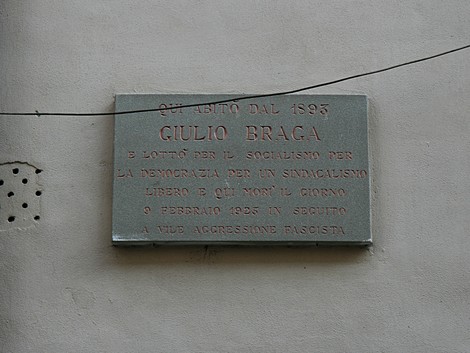 QUI ABITÒ DAL 1893
GIULIO BRAGA
E LOTTÒ PER IL SOCIALISMO PER
LA DEMOCRAZIA PER UN SINDACALISMO
LIBERO E QUI MORÌ IL GIORNO
9 FEBBRAIO 1923 IN SEGUITO
A VILE AGGRESSIONE FASCISTA